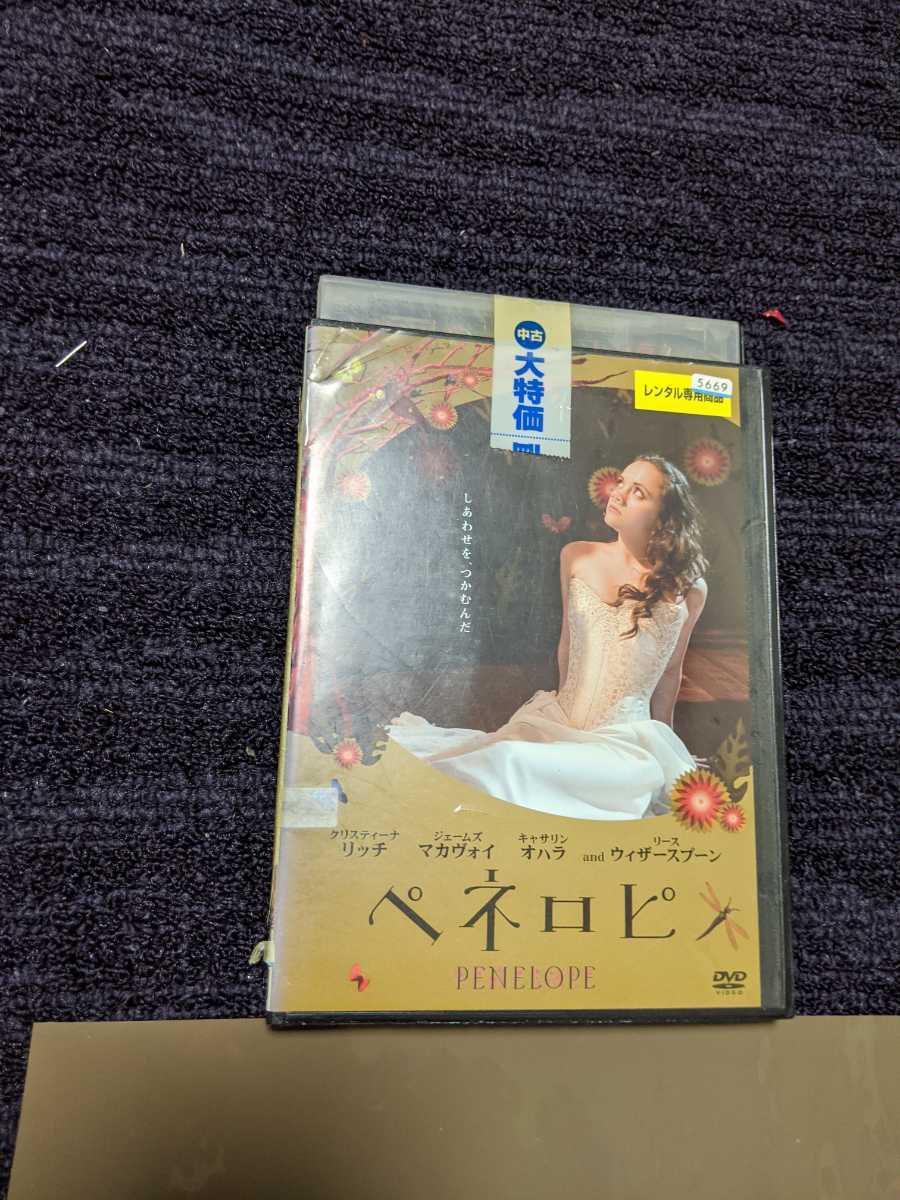 中古
大特価
5669
レンタル専用商品
しあわせを、つかむんだ
クリスティーナ リッチ
ジェームズ マカヴォイ
キャサリン オハラ
and
リース ウィザースプーン
ペネロピ
PENELOPE
DVD
VIDEO